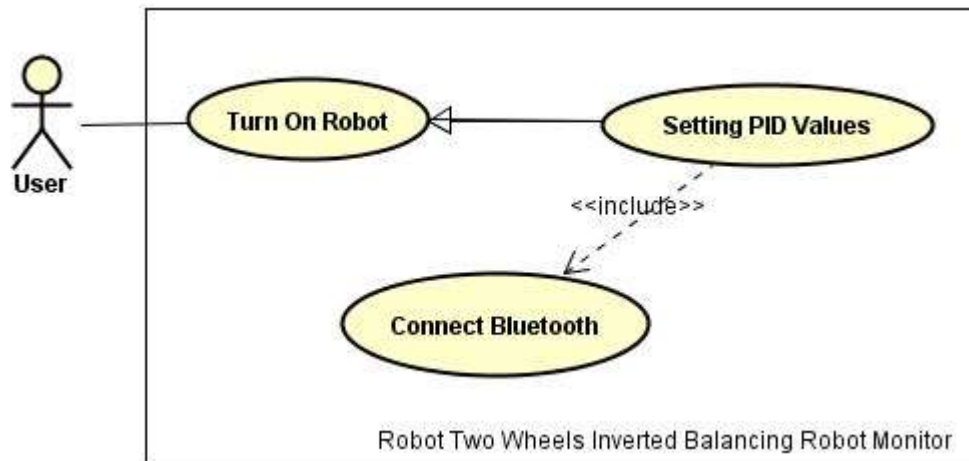 Turn On Robot
Setting PID Values
User
<<include>>
Connect Bluetooth
Robot Two Wheels Inverted Balancing Robot Monitor